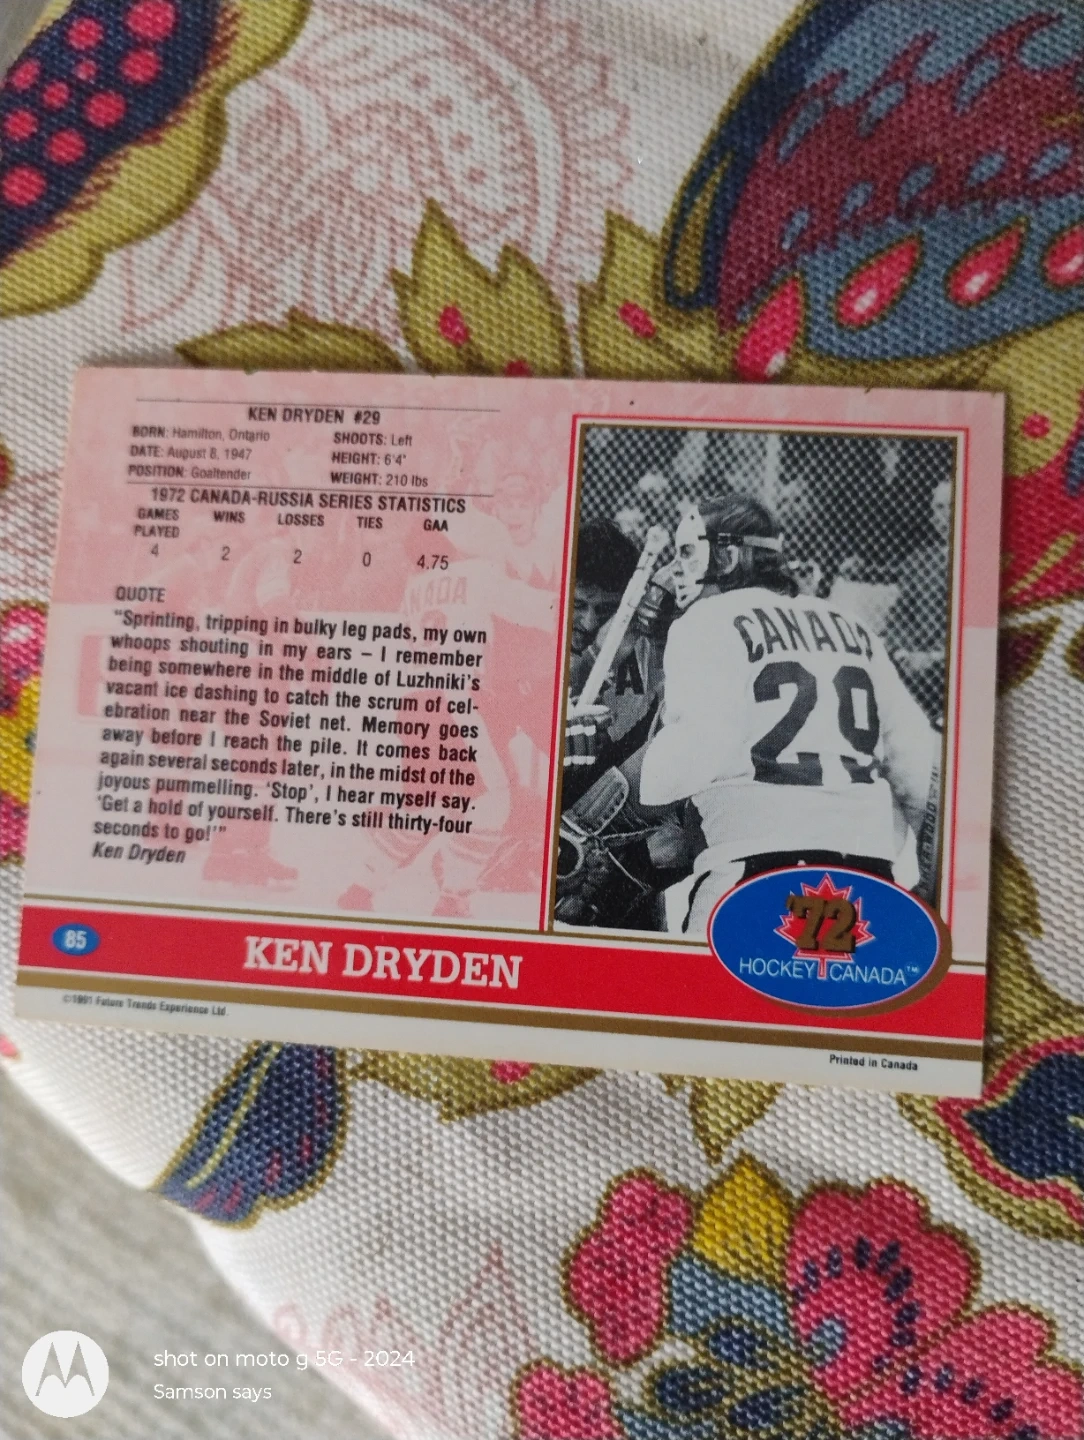 KEN DRYDEN #29
BORN: Hamilton, Ontario
SHOOTS: Left
DATE: August 8, 1947
HEIGHT: 6'4"
POSITION: Goaltender
WEIGHT: 210 lbs
1972 CANADA-RUSSIA SERIES STATISTICS
GAMES PLAYED WINS LOSSES TIES GAA
4 2 2 0 4.75
QUOTE
"Sprinting, tripping in bulky leg pads, my own
whoops shouting in my ears – I remember
being somewhere in the middle of Luzhniki's
vacant ice dashing to catch the scrum of cel-
ebration near the Soviet net. Memory goes
away before I reach the pile. It comes back
again several seconds later, in the midst of the
joyous pummelling. 'Stop', I hear myself say.
'Get a hold of yourself. There's still thirty-four
seconds to go!'"
Ken Dryden
CANADA
29
'72
HOCKEY CANADA™
85
KEN DRYDEN
©1991 Future Trends Experience Ltd.
Printed in Canada
shot on moto g 5G - 2024
Samson says